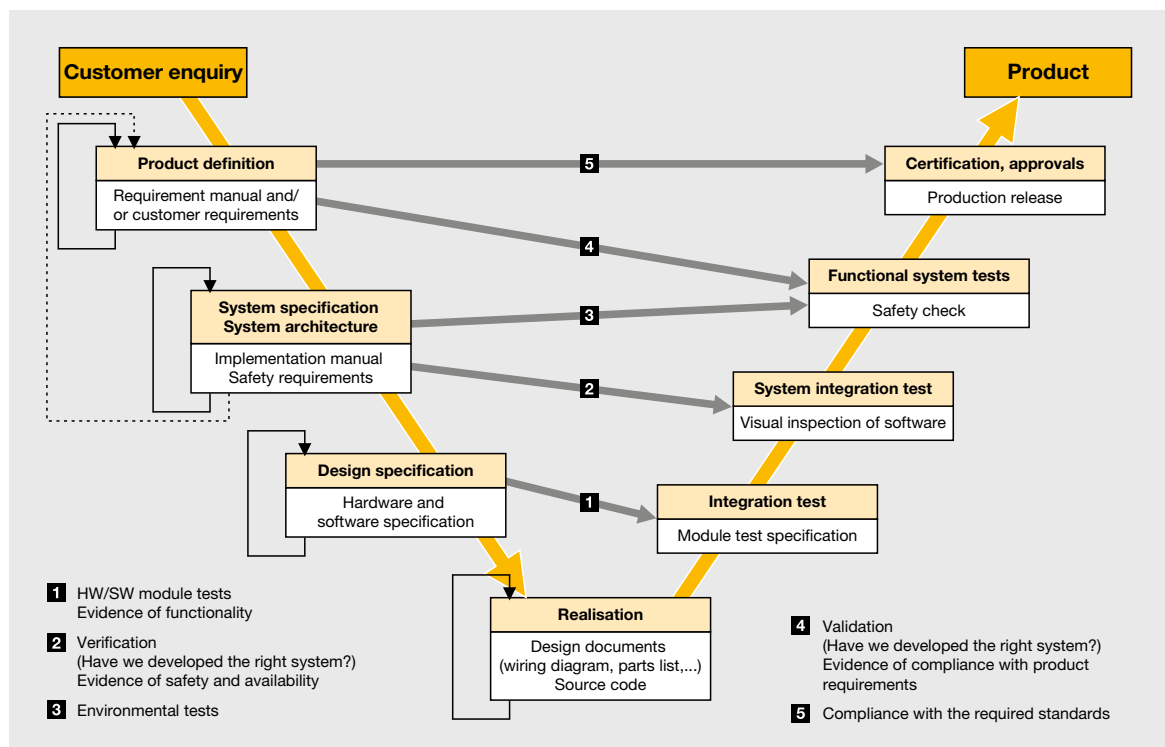 Customer enquiry
Product
Product definition
Requirement manual and/
or customer requirements
5
Certification, approvals
Production release
4
Functional system tests
Safety check
System specification
System architecture
Implementation manual
Safety requirements
3
2
System integration test
Visual inspection of software
Design specification
Hardware and
software specification
1
Integration test
Module test specification
Realisation
Design documents
(wiring diagram, parts list,...)
Source code
1 HW/SW module tests
Evidence of functionality
2 Verification
(Have we developed the right system?)
Evidence of safety and availability
3 Environmental tests
4 Validation
(Have we developed the right system?)
Evidence of compliance with product
requirements
5 Compliance with the required standards